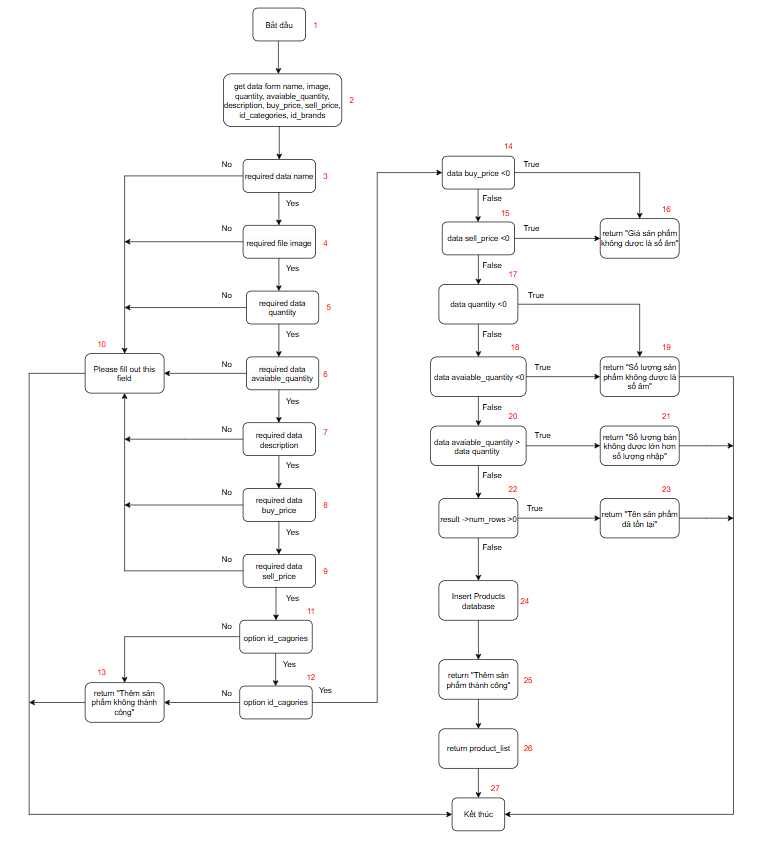 Bắt đầu
1
get data form name, image,
quantity, avaiable_quantity,
description, buy_price, sell_price,
id_categories, id_brands
2
No
required data name
3
Yes
No
required file image
4
Yes
No
required data
quantity
5
Yes
10
Please fill out this
field
No
required data
avaiable_quantity
6
Yes
No
required data
description
7
Yes
No
required data
buy_price
8
Yes
No
required data
sell_price
9
Yes
11
No
option id_cagories
Yes
12
13
return "Thêm sản
phẩm không thành
công"
No
option id_cagories
Yes
14
data buy_price <0
True
False
15
data sell_price <0
True
16
return "Giá sản phẩm
không được là số âm"
False
17
data quantity <0
True
False
18
data avaiable_quantity <0
True
19
return "Số lượng sản
phẩm không được là
số âm"
False
20
data avaiable_quantity >
data quantity
True
21
return "Số lượng bán
không được lớn hơn
số lượng nhập"
False
22
result ->num_rows >0
True
23
return "Tên sản phẩm
đã tồn tại"
False
Insert Products
database
24
return "Thêm sản
phẩm thành công"
25
return product_list
26
27
Kết thúc